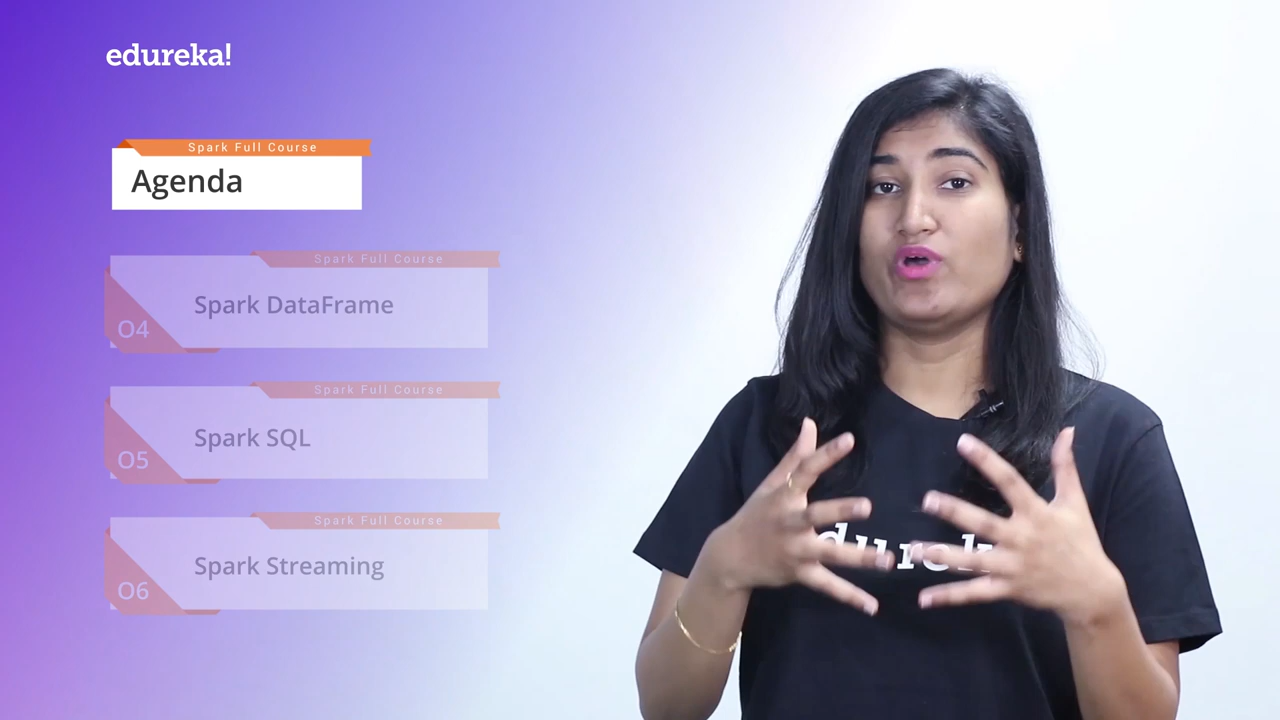 edureka!
Spark Full Course
Agenda
Spark Full Course
Spark DataFrame
04
Spark Full Course
Spark SQL
05
Spark Full Course
Spark Streaming
06
edurek